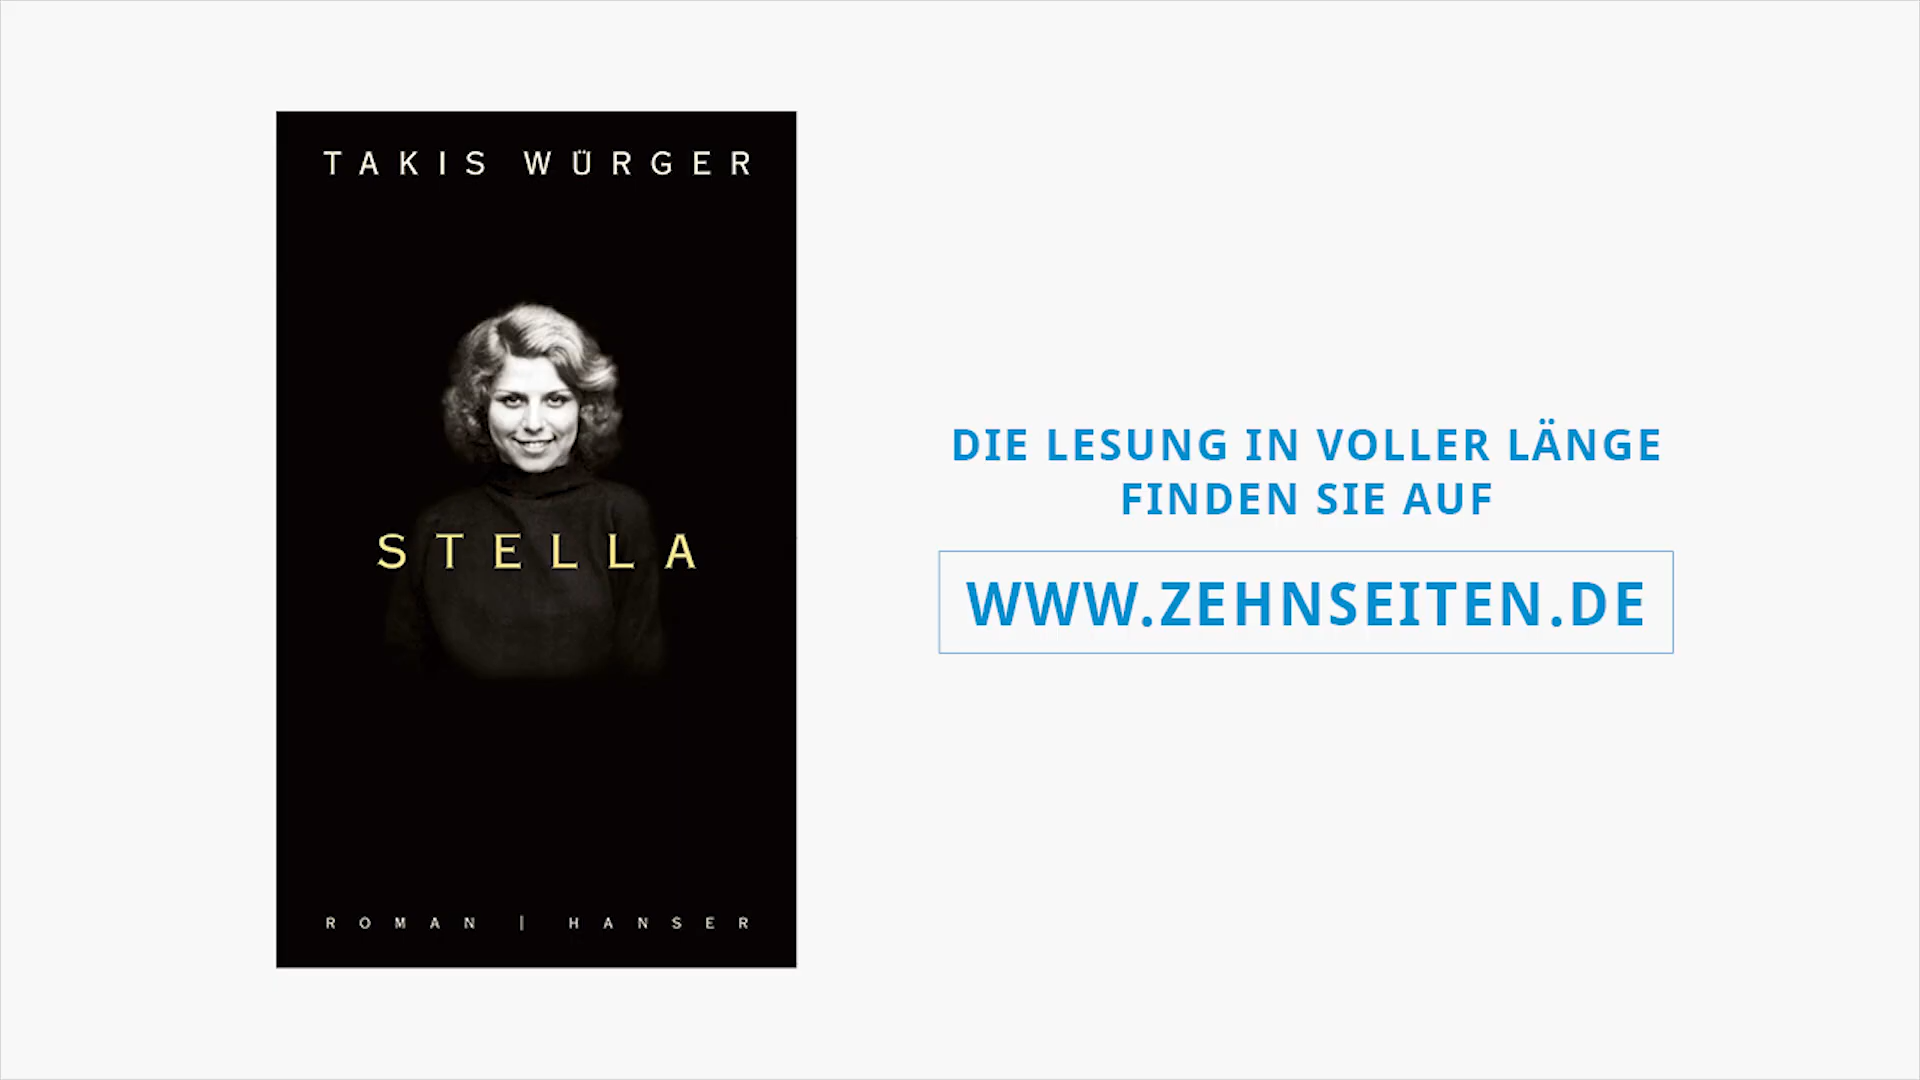 TAKIS WÜRGER
STELLA
ROMAN | HANSER
DIE LESUNG IN VOLLER LÄNGE
FINDEN SIE AUF
WWW.ZEHNSEITEN.DE